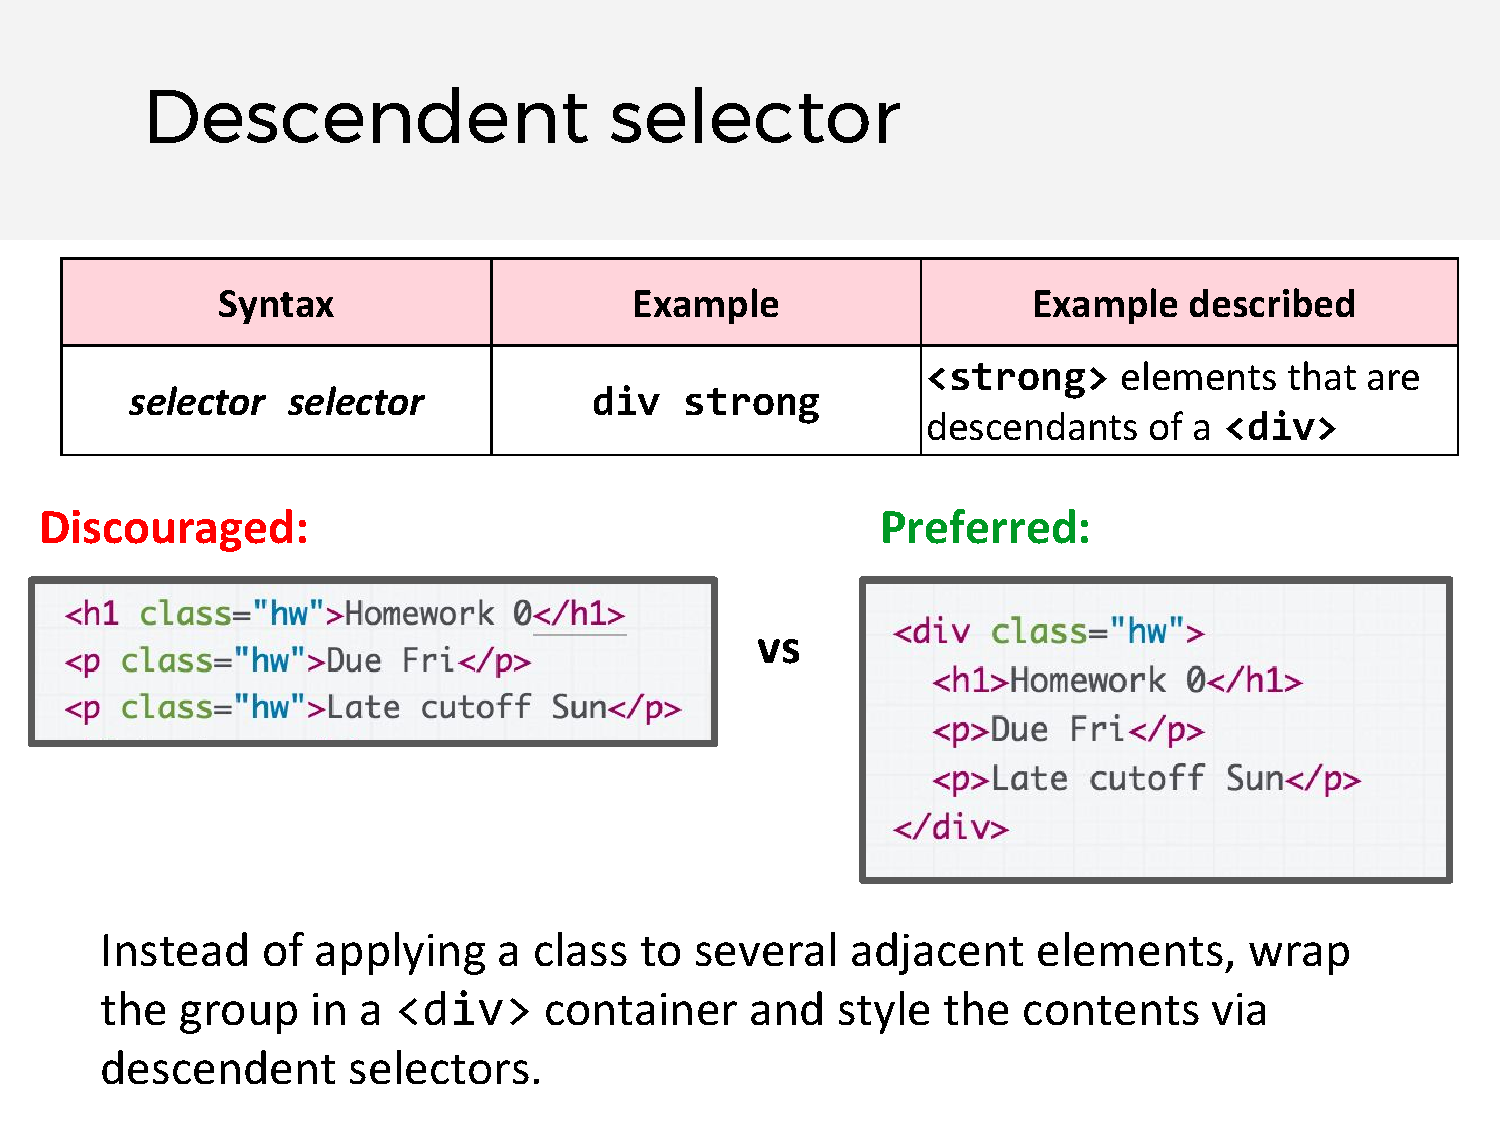 Descendent selector
Syntax Example Example described
selector selector div strong <strong> elements that are
descendants of a <div>
Discouraged:
<h1 class="hw">Homework 0</h1>
<p class="hw">Due Fri</p>
<p class="hw">Late cutoff Sun</p>
vs
Preferred:
<div class="hw">
<h1>Homework 0</h1>
<p>Due Fri</p>
<p>Late cutoff Sun</p>
</div>
Instead of applying a class to several adjacent elements, wrap
the group in a <div> container and style the contents via
descendent selectors.